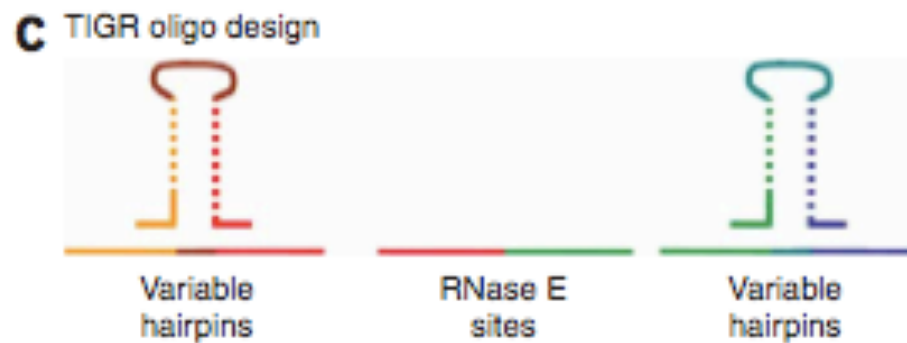 C TIGR oligo design
Variable
hairpins
RNase E
sites
Variable
hairpins